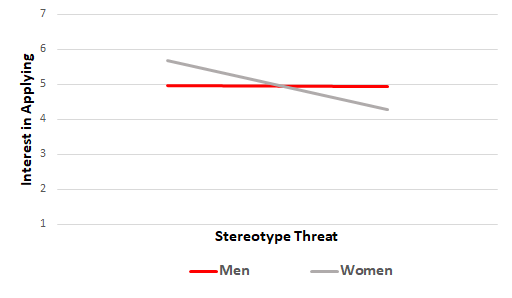 7
6
5
4
3
2
1
Interest in Applying
Stereotype Threat
Men Women